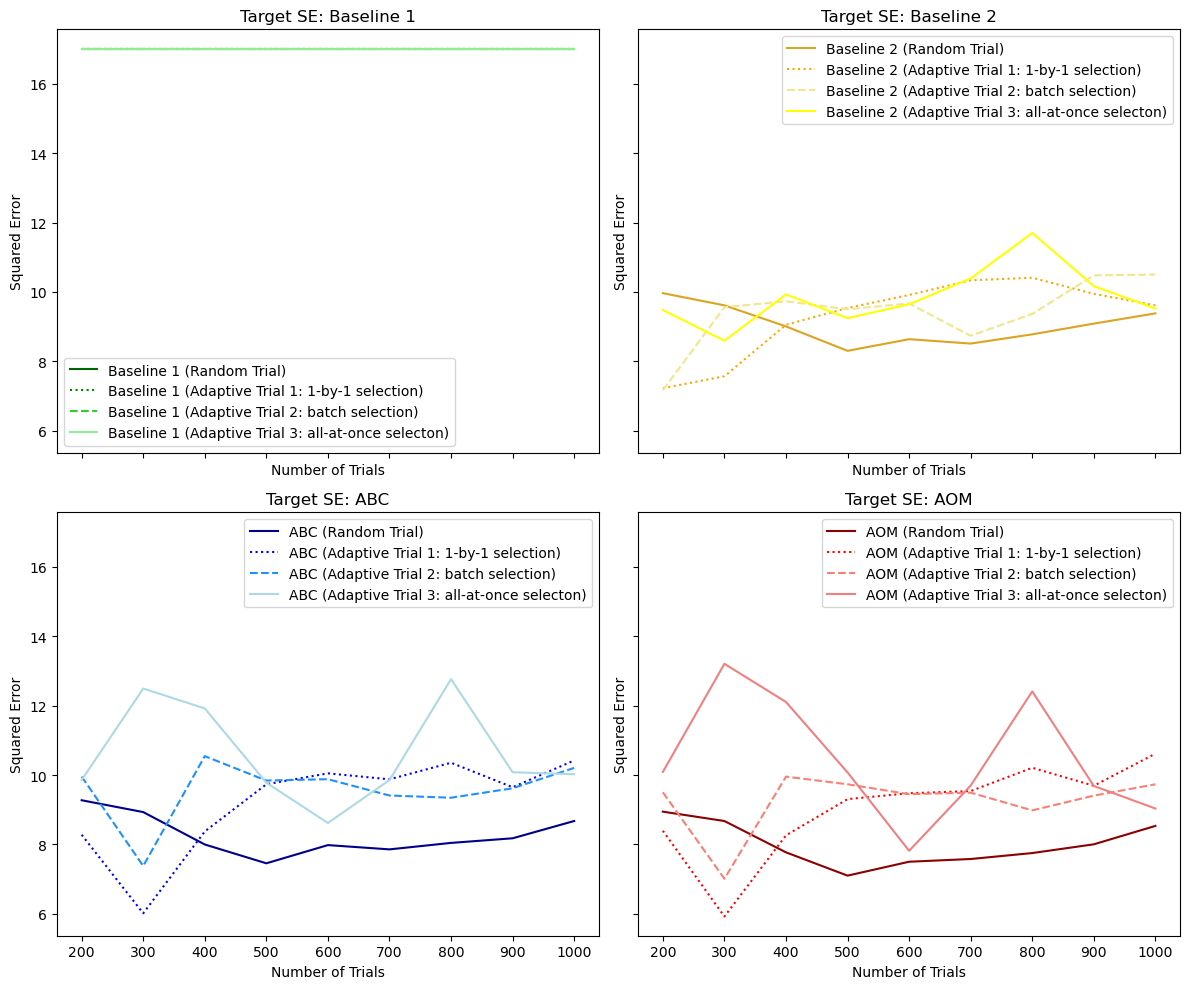 Target SE: Baseline 1
Squared Error
16
14
12
10
8
6
Baseline 1 (Random Trial)
Baseline 1 (Adaptive Trial 1: 1-by-1 selection)
Baseline 1 (Adaptive Trial 2: batch selection)
Baseline 1 (Adaptive Trial 3: all-at-once selecton)
Number of Trials
Target SE: Baseline 2
Squared Error
Baseline 2 (Random Trial)
Baseline 2 (Adaptive Trial 1: 1-by-1 selection)
Baseline 2 (Adaptive Trial 2: batch selection)
Baseline 2 (Adaptive Trial 3: all-at-once selecton)
Number of Trials
Target SE: ABC
Squared Error
16
14
12
10
8
6
ABC (Random Trial)
ABC (Adaptive Trial 1: 1-by-1 selection)
ABC (Adaptive Trial 2: batch selection)
ABC (Adaptive Trial 3: all-at-once selecton)
200 300 400 500 600 700 800 900 1000
Number of Trials
Target SE: AOM
Squared Error
AOM (Random Trial)
AOM (Adaptive Trial 1: 1-by-1 selection)
AOM (Adaptive Trial 2: batch selection)
AOM (Adaptive Trial 3: all-at-once selecton)
200 300 400 500 600 700 800 900 1000
Number of Trials